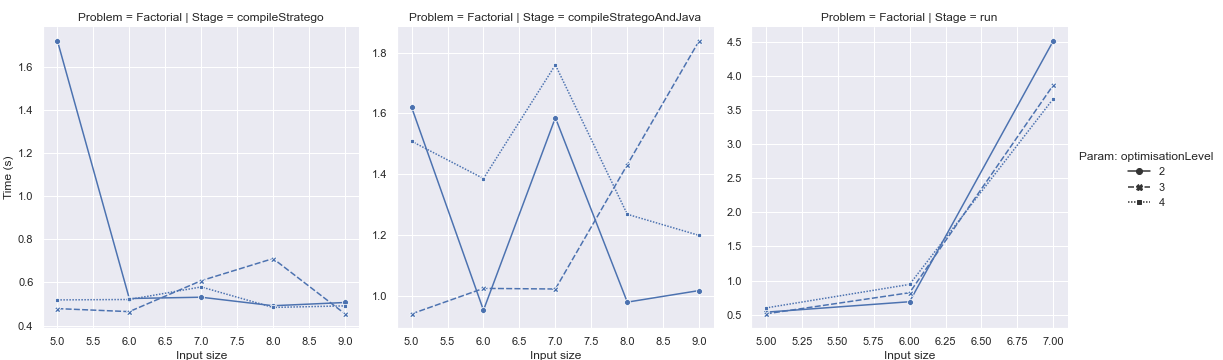 Problem = Factorial | Stage = compileStratego
Time (s)
1.6
1.4
1.2
1.0
0.8
0.6
0.4
5.0 5.5 6.0 6.5 7.0 7.5 8.0 8.5 9.0
Input size
Problem = Factorial | Stage = compileStrategoAndJava
1.8
1.6
1.4
1.2
1.0
5.0 5.5 6.0 6.5 7.0 7.5 8.0 8.5 9.0
Input size
Problem = Factorial | Stage = run
4.5
4.0
3.5
3.0
2.5
2.0
1.5
1.0
0.5
5.00 5.25 5.50 5.75 6.00 6.25 6.50 6.75 7.00
Input size
Param: optimisationLevel
2
3
4